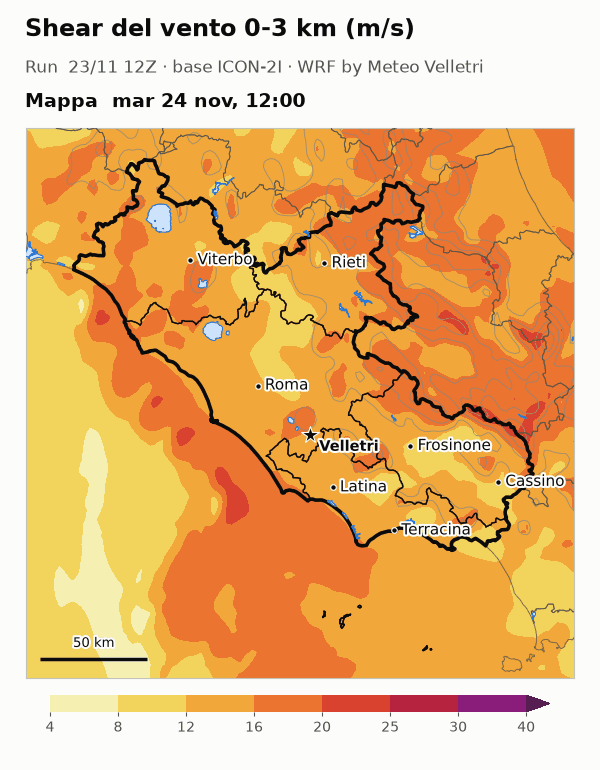 Shear del vento 0-3 km (m/s)
Run  23/11 12Z · base ICON-2I · WRF by Meteo Velletri
Mappa  mar 24 nov, 12:00
Viterbo
Rieti
Roma
Velletri
Frosinone
Latina
Cassino
Terracina
50 km
4 8 12 16 20 25 30 40